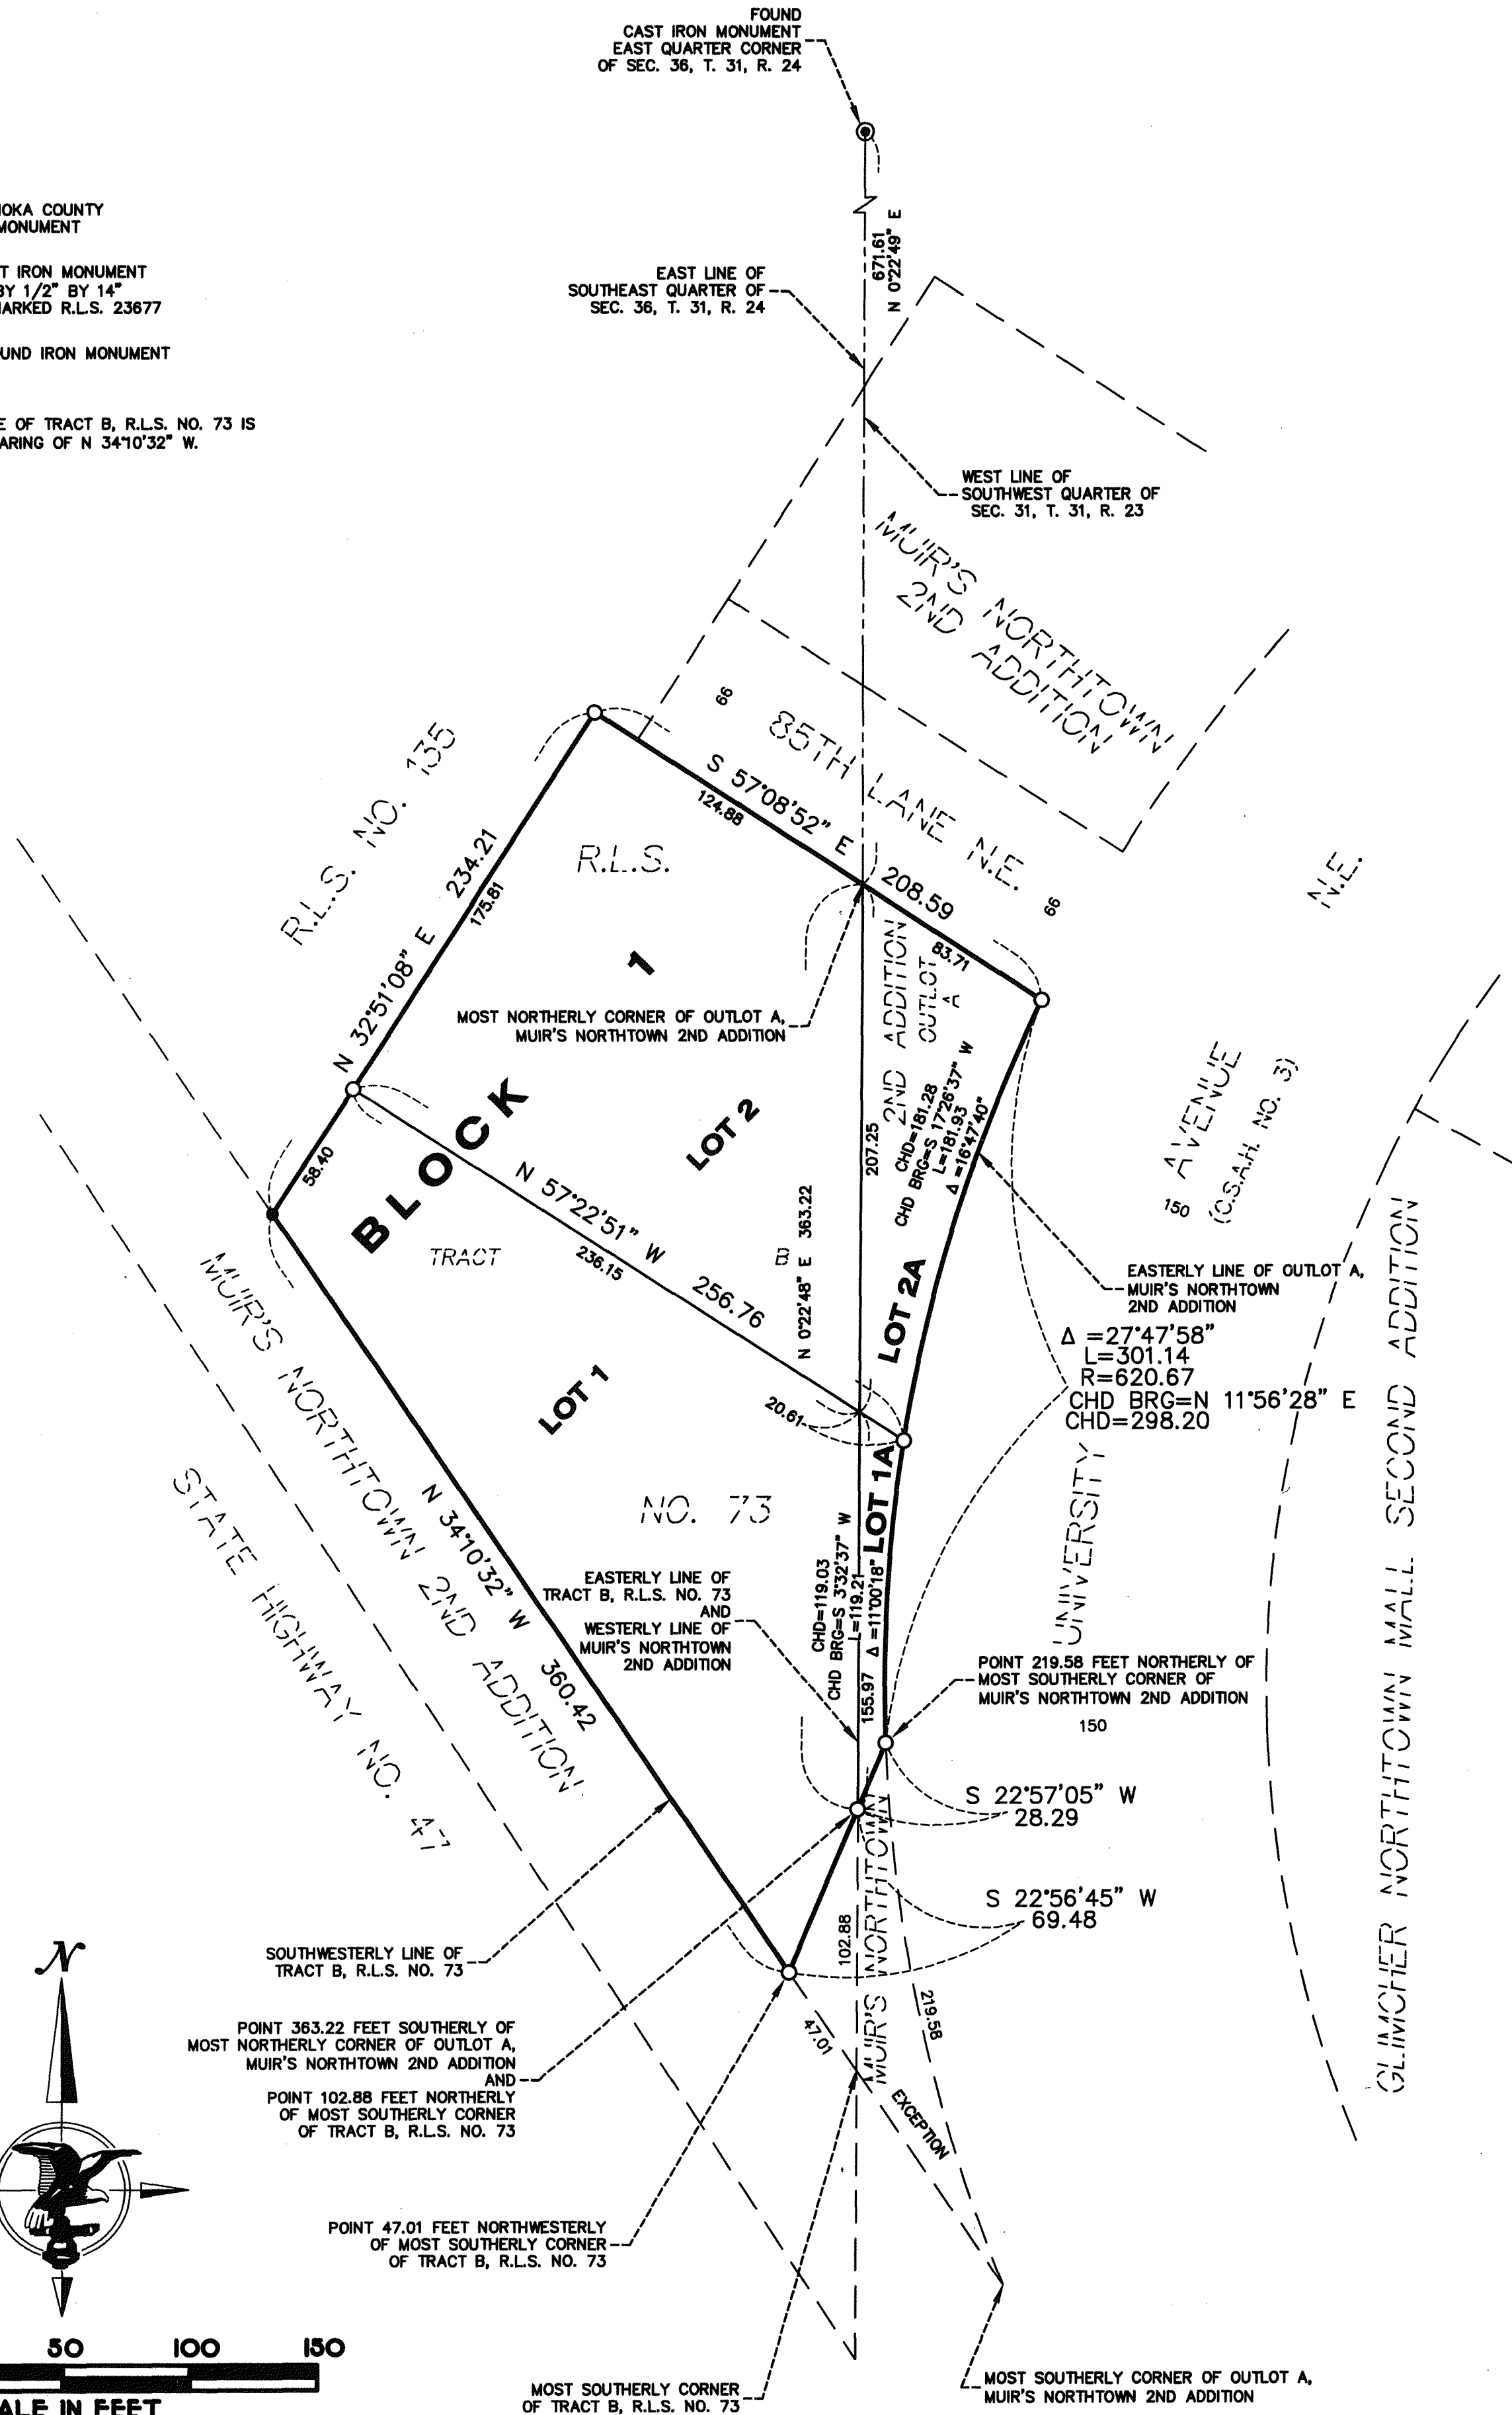 FOUND
CAST IRON MONUMENT
EAST QUARTER CORNER
OF SEC. 36, T. 31, R. 24
OKA COUNTY
MONUMENT
T IRON MONUMENT
BY 1/2" BY 14"
MARKED R.L.S. 23677
UND IRON MONUMENT
E OF TRACT B, R.L.S. NO. 73 IS
ARING OF N 34°10'32" W.
671.61
N 0°22'49" E
EAST LINE OF
SOUTHEAST QUARTER OF
SEC. 36, T. 31, R. 24
WEST LINE OF
SOUTHWEST QUARTER OF
SEC. 31, T. 31, R. 23
MUIR'S NORTHTOWN
2ND ADDITION
66
85TH LANE N.E.
66
N.E.
R.L.S. NO. 135
S 57°08'52" E
208.59
124.88
83.71
R.L.S.
N 32°51'08" E 234.21
175.81
58.40
1
MOST NORTHERLY CORNER OF OUTLOT A,
MUIR'S NORTHTOWN 2ND ADDITION
2ND ADDITION
OUTLOT
A
BLOCK
LOT 2
207.25
CHD=181.28
CHD BRG=S 17°26'37" W
L=181.93
Δ =16°47'40"
AVENUE
(C.S.A.H. NO. 3)
150
N 57°22'51" W 256.76
236.15
TRACT
B
N 0°22'48" E 363.22
LOT 2A
EASTERLY LINE OF OUTLOT A,
MUIR'S NORTHTOWN
2ND ADDITION
Δ =27°47'58"
L=301.14
R=620.67
CHD BRG=N 11°56'28" E
CHD=298.20
LOT 1
20.61
LOT 1A
UNIVERSITY
GLIMCHER NORTHTOWN MALL SECOND ADDITION
MUIR'S NORTHTOWN 2ND ADDITION
STATE HIGHWAY NO. 47
N 34°10'32" W 360.42
NO. 73
CHD=119.03
CHD BRG=S 3°32'37" W
L=119.21
Δ =11°00'18"
155.97
EASTERLY LINE OF
TRACT B, R.L.S. NO. 73
AND
WESTERLY LINE OF
MUIR'S NORTHTOWN
2ND ADDITION
POINT 219.58 FEET NORTHERLY OF
MOST SOUTHERLY CORNER OF
MUIR'S NORTHTOWN 2ND ADDITION
150
S 22°57'05" W
28.29
S 22°56'45" W
69.48
MUIR'S NORTHTOWN
102.88
219.58
47.01
EXCEPTION
SOUTHWESTERLY LINE OF
TRACT B, R.L.S. NO. 73
POINT 363.22 FEET SOUTHERLY OF
MOST NORTHERLY CORNER OF OUTLOT A,
MUIR'S NORTHTOWN 2ND ADDITION
AND
POINT 102.88 FEET NORTHERLY
OF MOST SOUTHERLY CORNER
OF TRACT B, R.L.S. NO. 73
POINT 47.01 FEET NORTHWESTERLY
OF MOST SOUTHERLY CORNER
OF TRACT B, R.L.S. NO. 73
MOST SOUTHERLY CORNER
OF TRACT B, R.L.S. NO. 73
MOST SOUTHERLY CORNER OF OUTLOT A,
MUIR'S NORTHTOWN 2ND ADDITION
N
50 100 150
ALE IN FEET